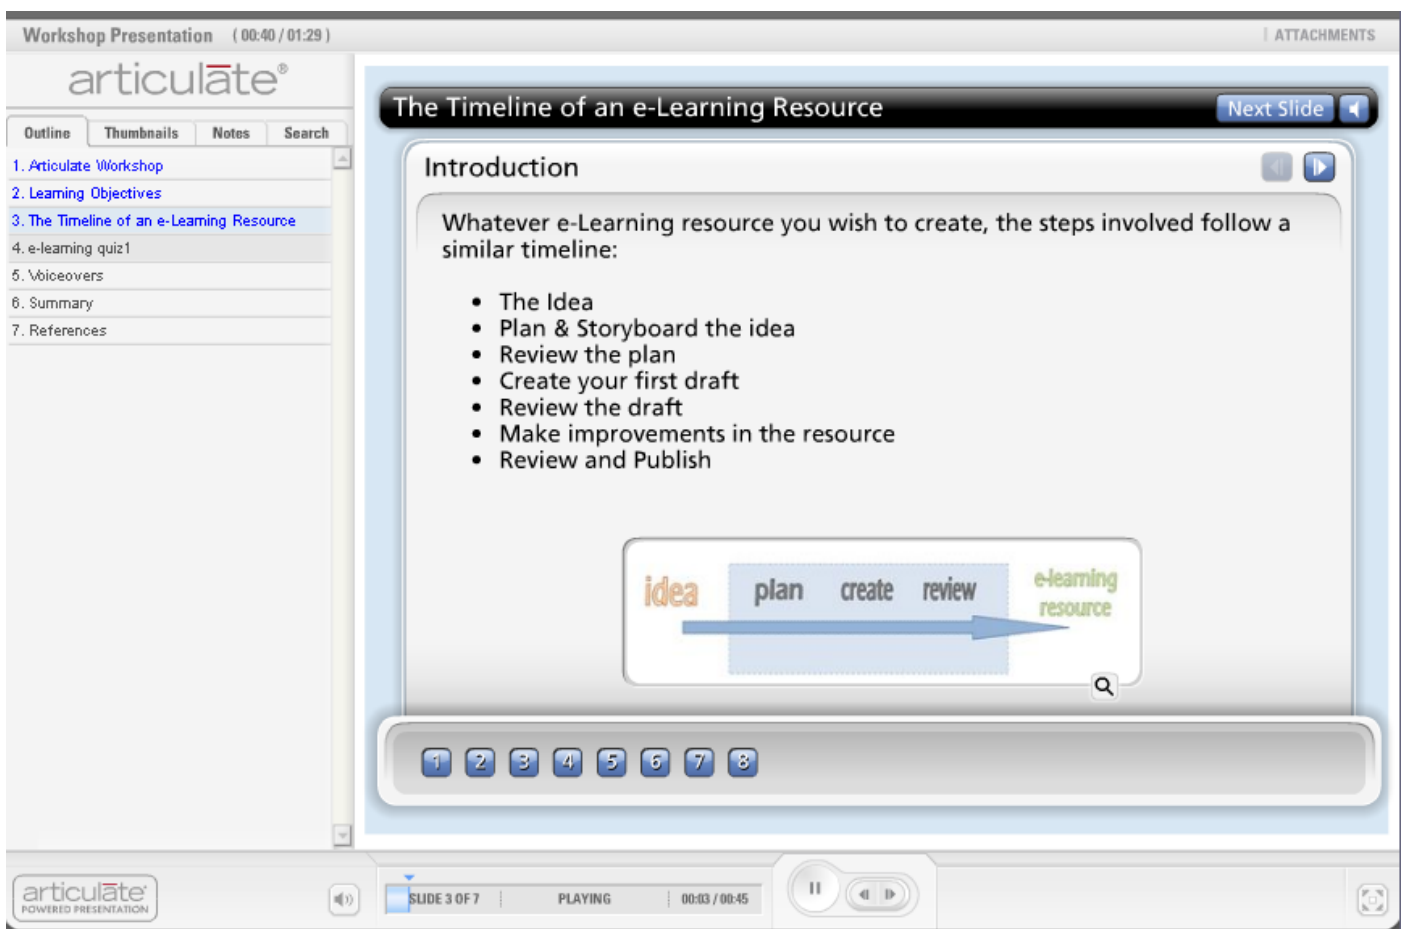 Workshop Presentation ( 00:40 / 01:29 )
ATTACHMENTS
articulāte®
Outline Thumbnails Notes Search
1. Articulate Workshop
2. Learning Objectives
3. The Timeline of an e-Learning Resource
4. e-learning quiz1
5. Voiceovers
6. Summary
7. References
The Timeline of an e-Learning Resource
Next Slide
Introduction
Whatever e-Learning resource you wish to create, the steps involved follow a
similar timeline:
• The Idea
• Plan & Storyboard the idea
• Review the plan
• Create your first draft
• Review the draft
• Make improvements in the resource
• Review and Publish
idea plan create review e-learning
resource
1 2 3 4 5 6 7 8
articulāte
POWERED PRESENTATION
SLIDE 3 OF 7 PLAYING 00:03 / 00:45